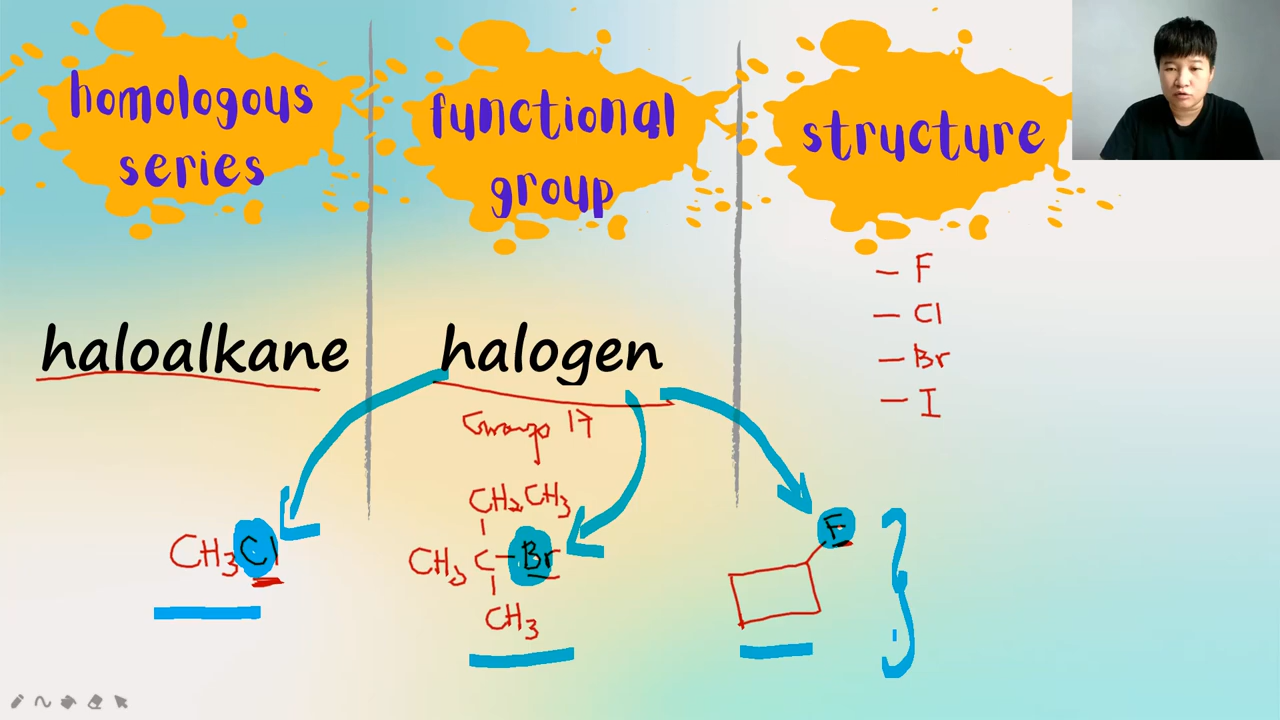 homologous
series
functional
group
structure
– F
– Cl
– Br
– I
haloalkane
halogen
Group 17
CH3Cl
CH2CH3
CH3 C – Br
CH3
F